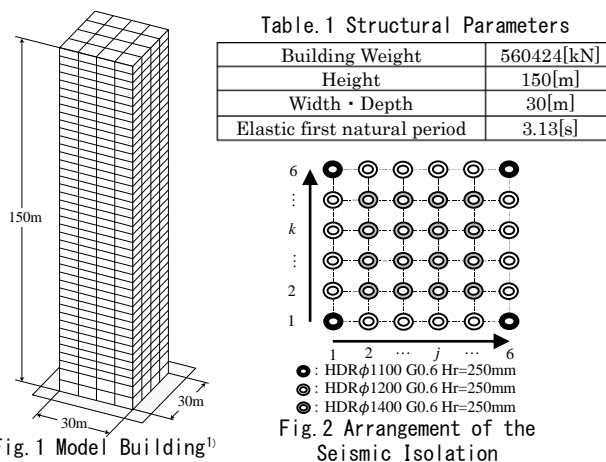 Table.1 Structural Parameters
Building Weight 560424[kN]
Height 150[m]
Width・Depth 30[m]
Elastic first natural period 3.13[s]
150m
30m
30m
Fig.1 Model Building1)
6
⋮
k
⋮
2
1
1 2 ⋯ j ⋯ 6
: HDRϕ1100 G0.6 Hr=250mm
: HDRϕ1200 G0.6 Hr=250mm
: HDRϕ1400 G0.6 Hr=250mm
Fig.2 Arrangement of the
Seismic Isolation